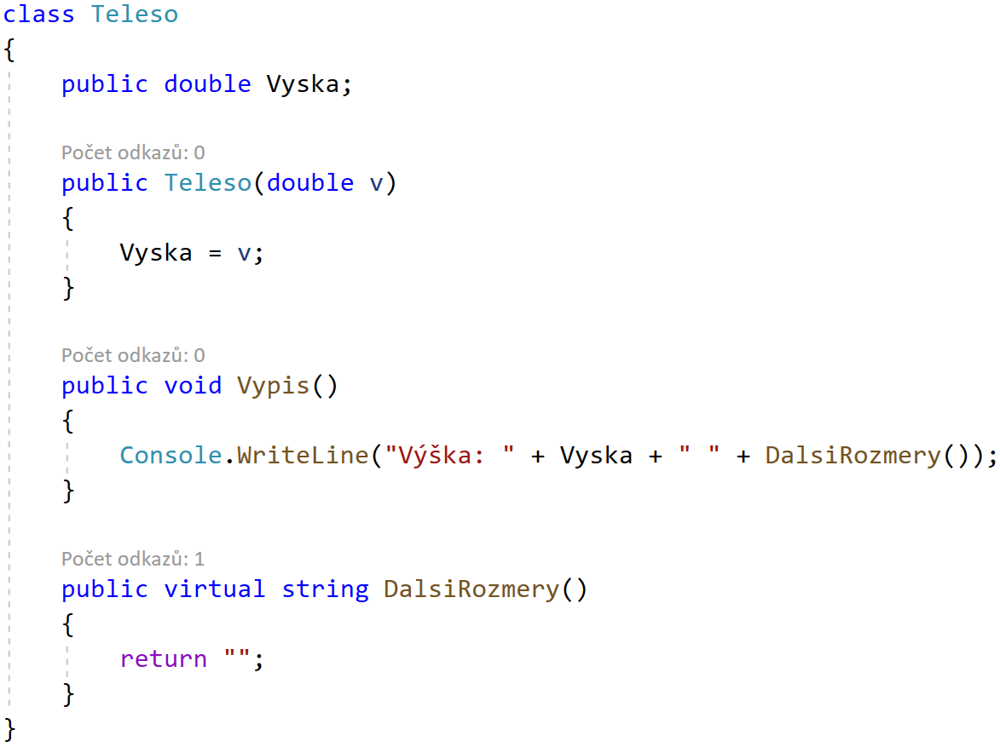 class Teleso
{
    public double Vyska;
    Počet odkazů: 0
    public Teleso(double v)
    {
        Vyska = v;
    }
    Počet odkazů: 0
    public void Vypis()
    {
        Console.WriteLine("Výška: " + Vyska + " " + DalsiRozmery());
    }
    Počet odkazů: 1
    public virtual string DalsiRozmery()
    {
        return "";
    }
}